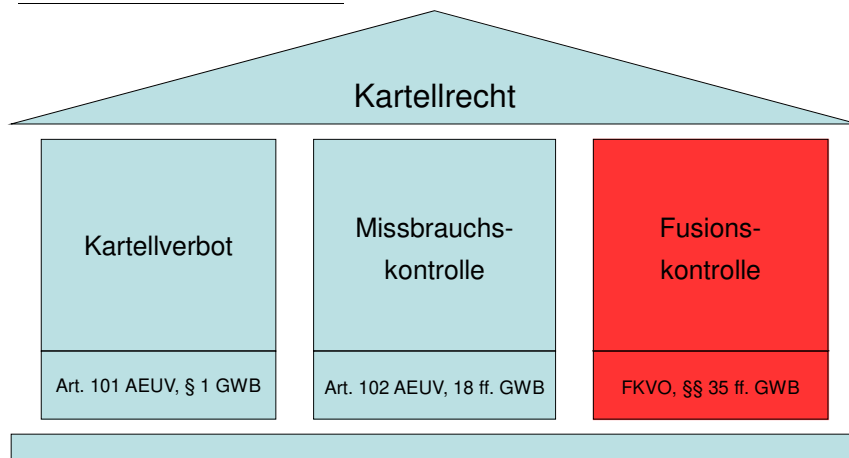 Kartellrecht
Kartellverbot
Missbrauchs-
kontrolle
Fusions-
kontrolle
Art. 101 AEUV, § 1 GWB
Art. 102 AEUV, 18 ff. GWB
FKVO, §§ 35 ff. GWB